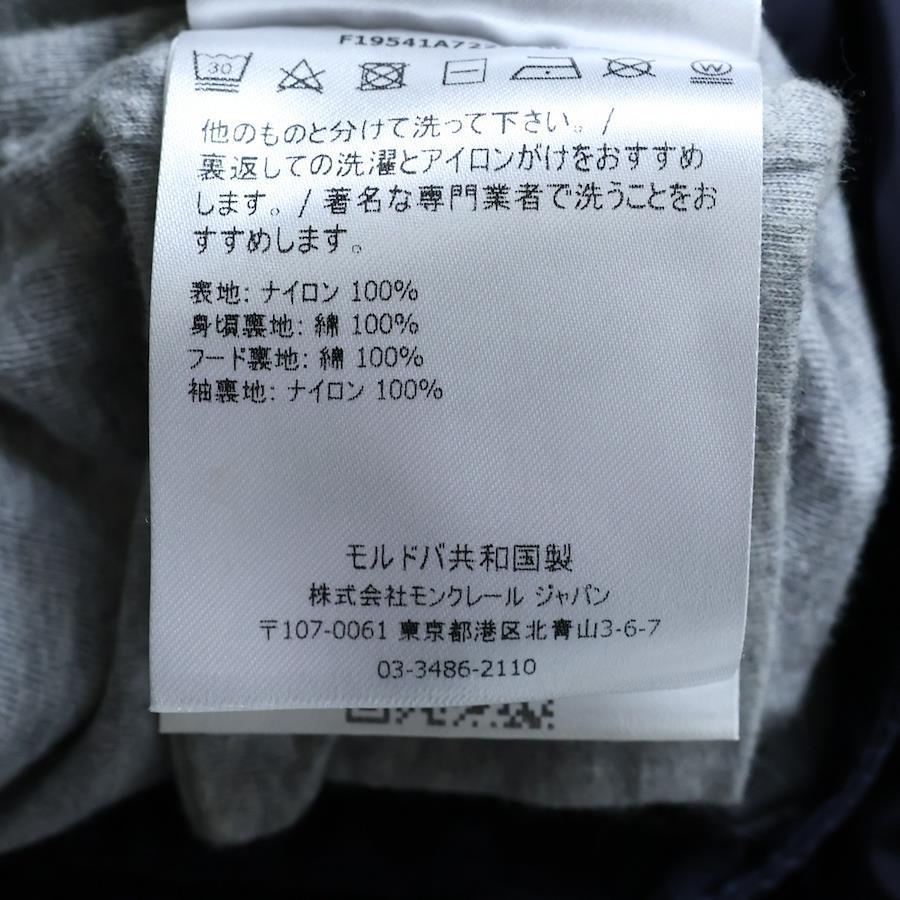 30
W
他のものと分けて洗って下さい。/
裏返しての洗濯とアイロンがけをおすすめ
します。/ 著名な専門業者で洗うことをお
すすめします。
表地: ナイロン 100%
身頃裏地: 綿 100%
フード裏地: 綿 100%
袖裏地: ナイロン 100%
モルドバ共和国製
株式会社モンクレール ジャパン
〒107-0061 東京都港区北青山3-6-7
03-3486-2110